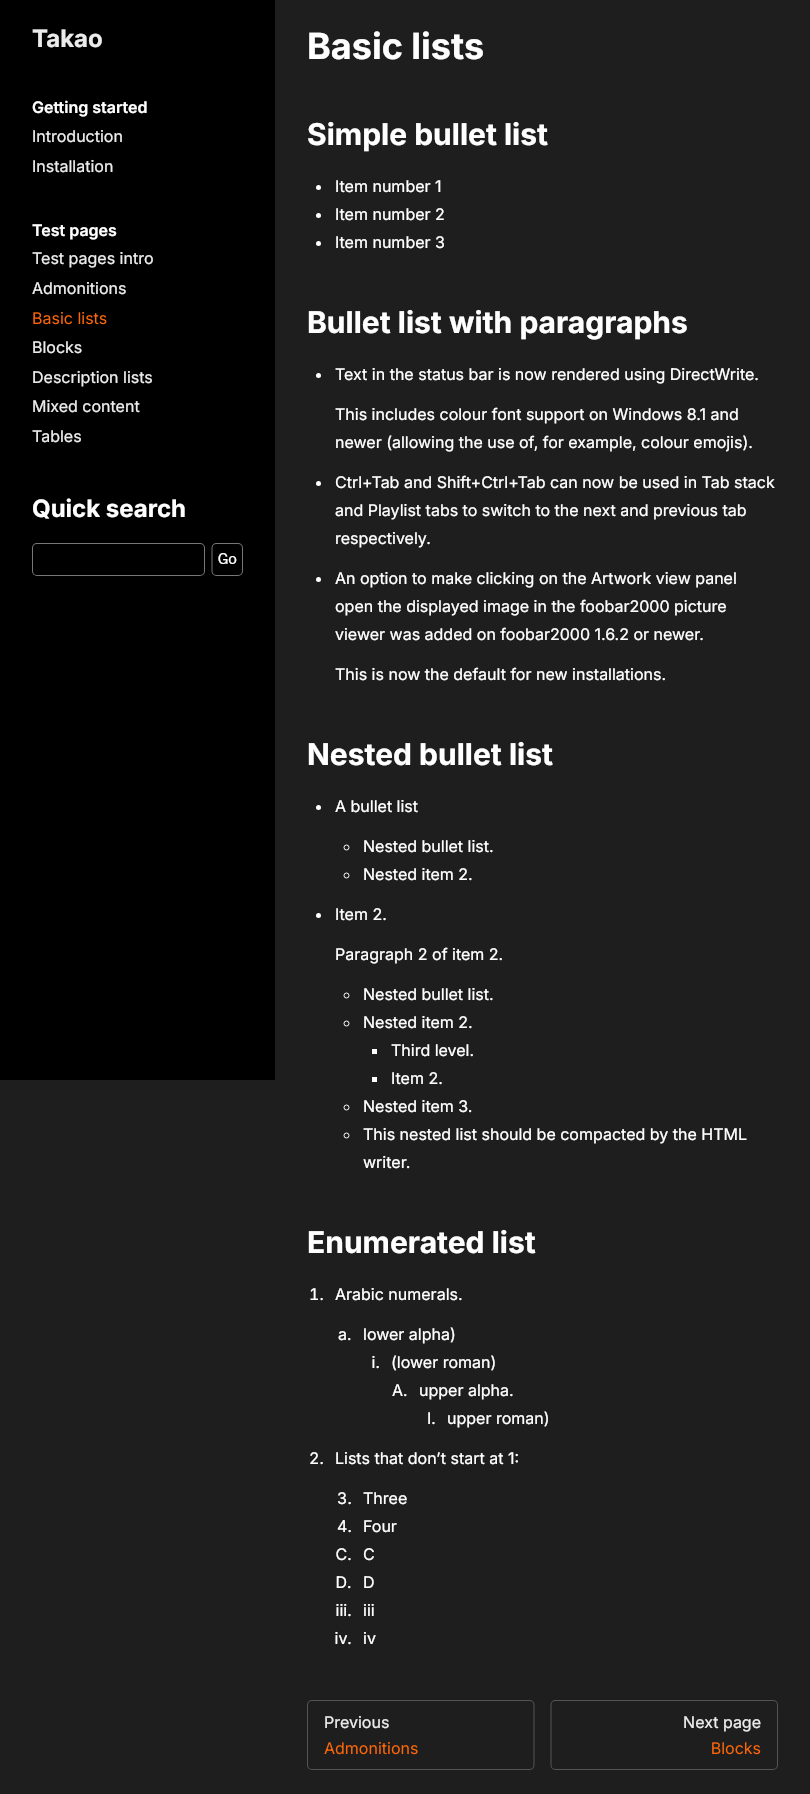 Takao
Getting started
Introduction
Installation
Test pages
Test pages intro
Admonitions
Basic lists
Blocks
Description lists
Mixed content
Tables
Quick search
Go
Basic lists
Simple bullet list
• Item number 1
• Item number 2
• Item number 3
Bullet list with paragraphs
• Text in the status bar is now rendered using DirectWrite.
This includes colour font support on Windows 8.1 and
newer (allowing the use of, for example, colour emojis).
• Ctrl+Tab and Shift+Ctrl+Tab can now be used in Tab stack
and Playlist tabs to switch to the next and previous tab
respectively.
• An option to make clicking on the Artwork view panel
open the displayed image in the foobar2000 picture
viewer was added on foobar2000 1.6.2 or newer.
This is now the default for new installations.
Nested bullet list
• A bullet list
◦ Nested bullet list.
◦ Nested item 2.
• Item 2.
Paragraph 2 of item 2.
◦ Nested bullet list.
◦ Nested item 2.
▪ Third level.
▪ Item 2.
◦ Nested item 3.
◦ This nested list should be compacted by the HTML
writer.
Enumerated list
1. Arabic numerals.
a. lower alpha)
i. (lower roman)
A. upper alpha.
I. upper roman)
2. Lists that don’t start at 1:
3. Three
4. Four
C. C
D. D
iii. iii
iv. iv
Previous
Admonitions
Next page
Blocks